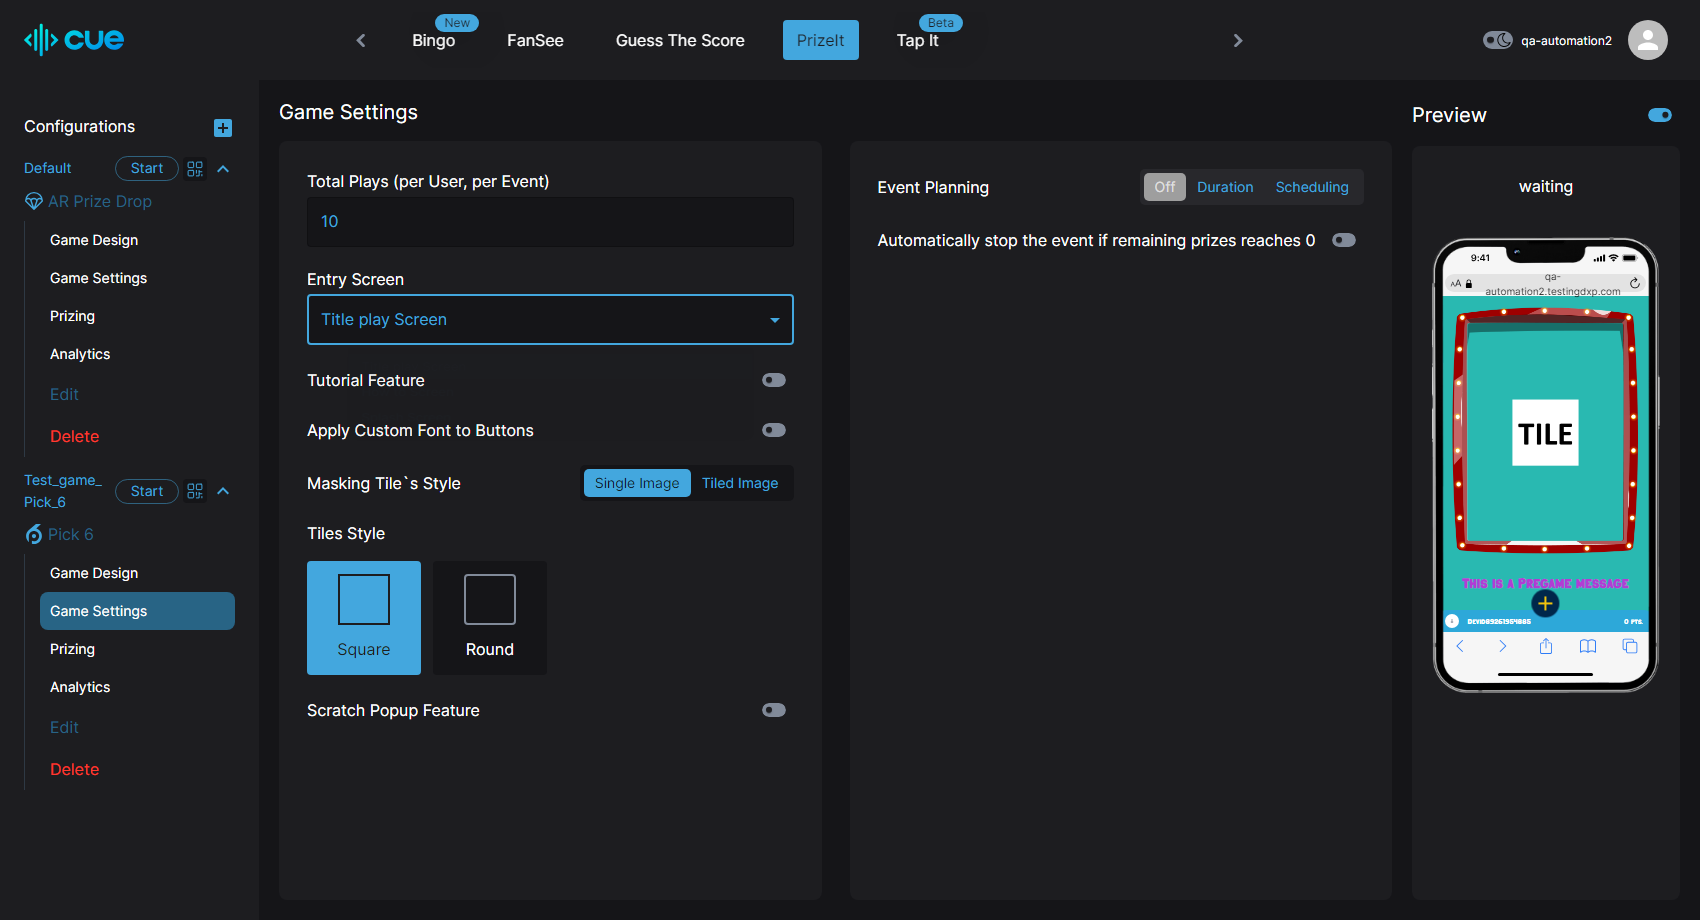 cue
New
Bingo
FanSee
Guess The Score
PrizeIt
Beta
Tap It
qa-automation2
Configurations
Default
Start
AR Prize Drop
Game Design
Game Settings
Prizing
Analytics
Edit
Delete
Test_game_
Pick_6
Start
Pick 6
Game Design
Game Settings
Prizing
Analytics
Edit
Delete
Game Settings
Total Plays (per User, per Event)
10
Entry Screen
Title play Screen
Tutorial Feature
Apply Custom Font to Buttons
Masking Tile`s Style
Single Image
Tiled Image
Tiles Style
Square
Round
Scratch Popup Feature
Event Planning
Off
Duration
Scheduling
Automatically stop the event if remaining prizes reaches 0
Preview
waiting
9:41
AA
qa-
automation2.testingdxp.com
TILE
This is a Pregame message
0 PTS.